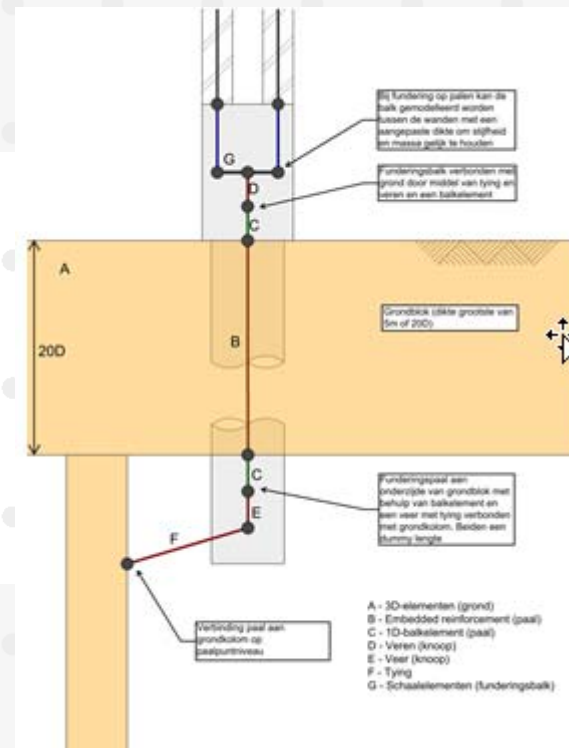 Bij fundering op palen kan de
balk gemodelleerd worden
tussen de wanden met een
aangepaste dikte om stijfheid
en massa gelijk te houden
G
D
Funderingsbalk verbonden met
grond door middel van tying en
veren en een balkelement
C
A
Grondblok (dikte grootste van
5m of 20D)
B
20D
Funderingspaal aan
onderzijde van grondblok met
behulp van balkelement en
een veer met tying verbonden
met grondkolom. Beiden een
dummy lengte
C
E
F
Verbinding paal aan
grondkolom op
paalpuntniveau
A - 3D-elementen (grond)
B - Embedded reinforcement (paal)
C - 1D-balkelement (paal)
D - Veren (knoop)
E - Veer (knoop)
F - Tying
G - Schaalelementen (funderingsbalk)